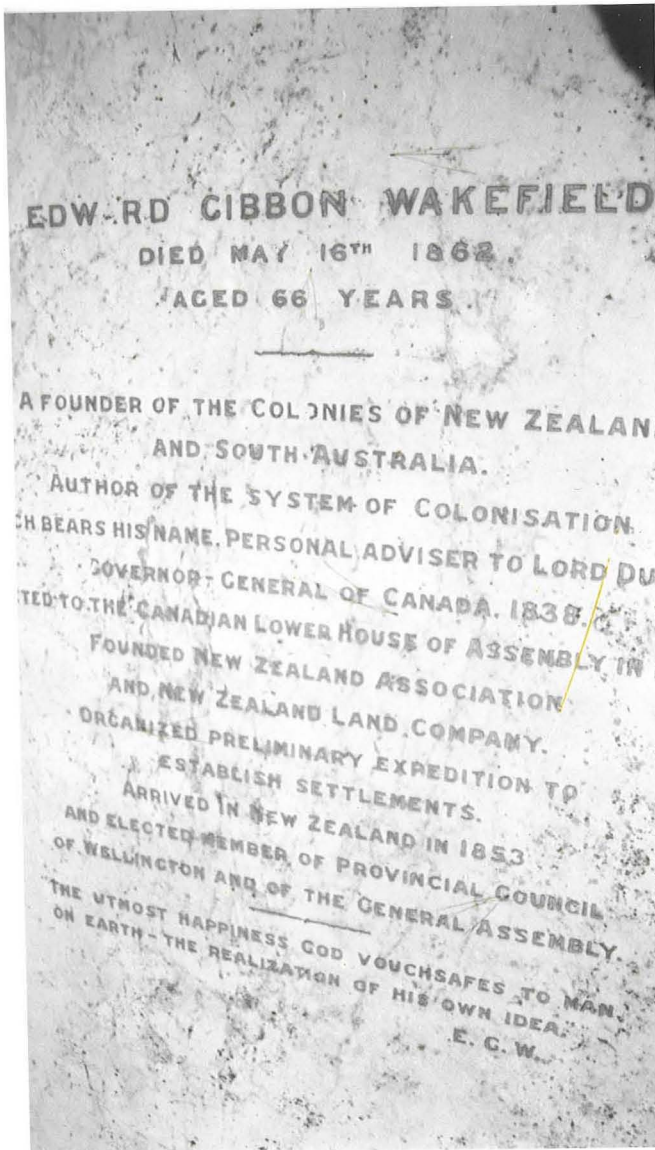 EDW RD GIBBON WAKEFIELD
DIED MAY 16TH 1862.
AGED 66 YEARS.
A FOUNDER OF THE COLONIES OF NEW ZEALAN
AND SOUTH AUSTRALIA.
AUTHOR OF THE SYSTEM OF COLONISATION
CH BEARS HIS NAME. PERSONAL ADVISER TO LORD DU
GOVERNOR-GENERAL OF CANADA. 1838.
TED TO THE CANADIAN LOWER HOUSE OF ASSEMBLY IN
FOUNDED NEW ZEALAND ASSOCIATION
AND NEW ZEALAND LAND COMPANY.
ORGANIZED PRELIMINARY EXPEDITION TO
ESTABLISH SETTLEMENTS.
ARRIVED IN NEW ZEALAND IN 1853
AND ELECTED MEMBER OF PROVINCIAL COUNCIL
OF WELLINGTON AND OF THE GENERAL ASSEMBLY.
THE UTMOST HAPPINESS GOD VOUCHSAFES TO MAN
ON EARTH - THE REALIZATION OF HIS OWN IDEA.
E. G. W.